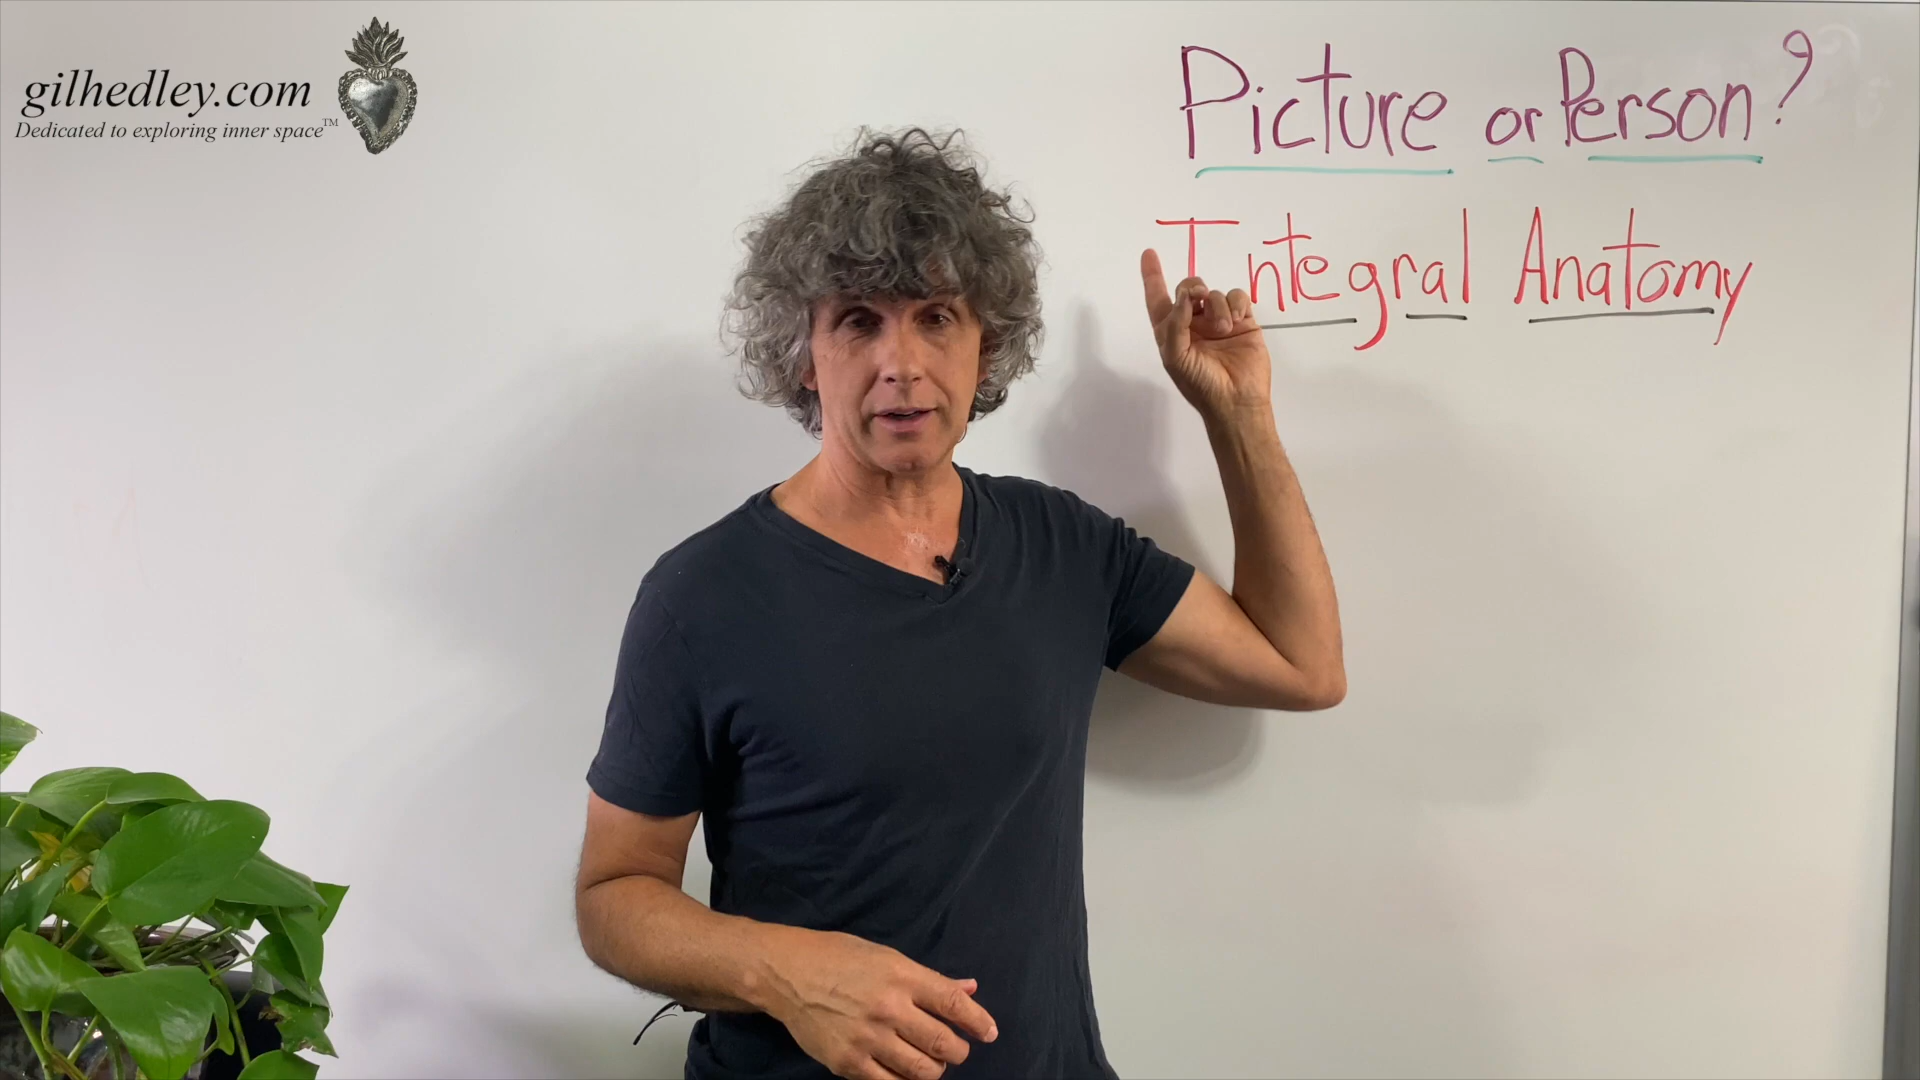 gilhedley.com
Dedicated to exploring inner space™
Picture or Person?
Integral Anatomy